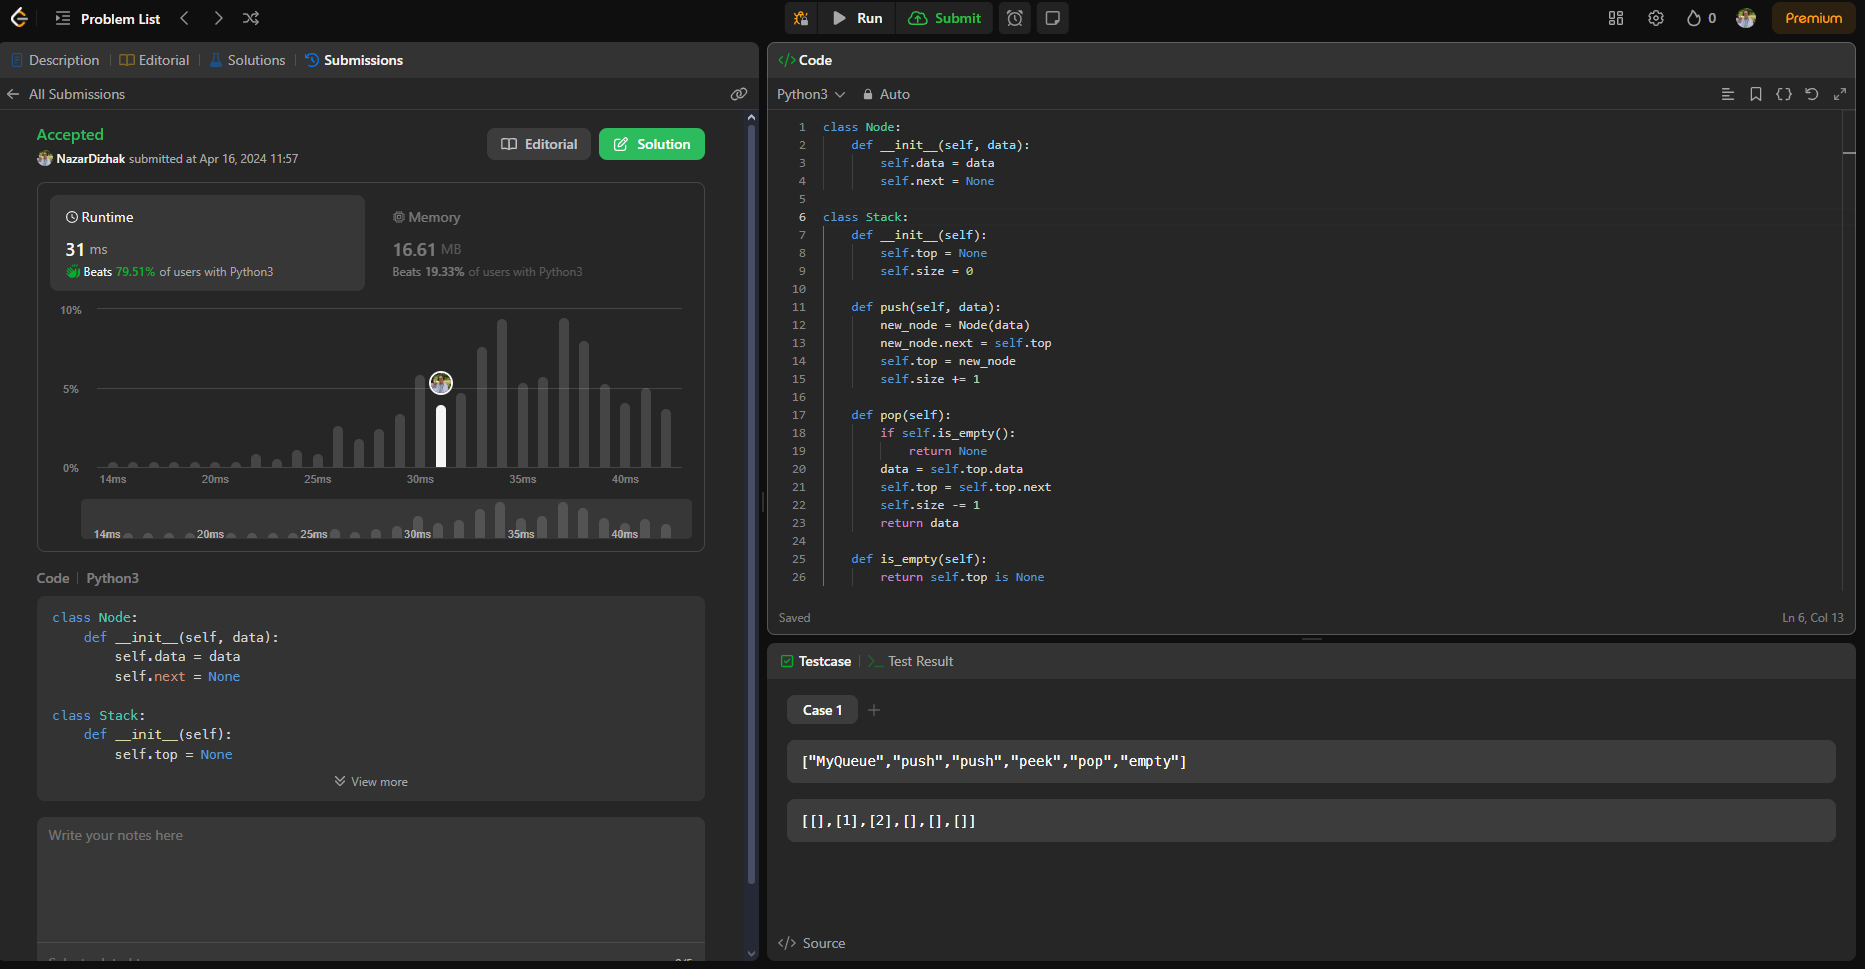 Problem List
Run
Submit
0
Premium
Description
Editorial
Solutions
Submissions
All Submissions
Accepted
NazarDizhak submitted at Apr 16, 2024 11:57
Editorial
Solution
Runtime
31 ms
Beats 79.51% of users with Python3
Memory
16.61 MB
Beats 19.33% of users with Python3
10%
5%
0%
14ms 20ms 25ms 30ms 35ms 40ms
14ms 20ms 25ms 30ms 35ms 40ms
Code | Python3
class Node:
    def __init__(self, data):
        self.data = data
        self.next = None
class Stack:
    def __init__(self):
        self.top = None
View more
Write your notes here
Code
Python3
Auto
1 class Node:
2     def __init__(self, data):
3         self.data = data
4         self.next = None
5
6 class Stack:
7     def __init__(self):
8         self.top = None
9         self.size = 0
10
11     def push(self, data):
12         new_node = Node(data)
13         new_node.next = self.top
14         self.top = new_node
15         self.size += 1
16
17     def pop(self):
18         if self.is_empty():
19             return None
20         data = self.top.data
21         self.top = self.top.next
22         self.size -= 1
23         return data
24
25     def is_empty(self):
26         return self.top is None
Saved
Ln 6, Col 13
Testcase
Test Result
Case 1
["MyQueue","push","push","peek","pop","empty"]
[[],[1],[2],[],[],[]]
Source